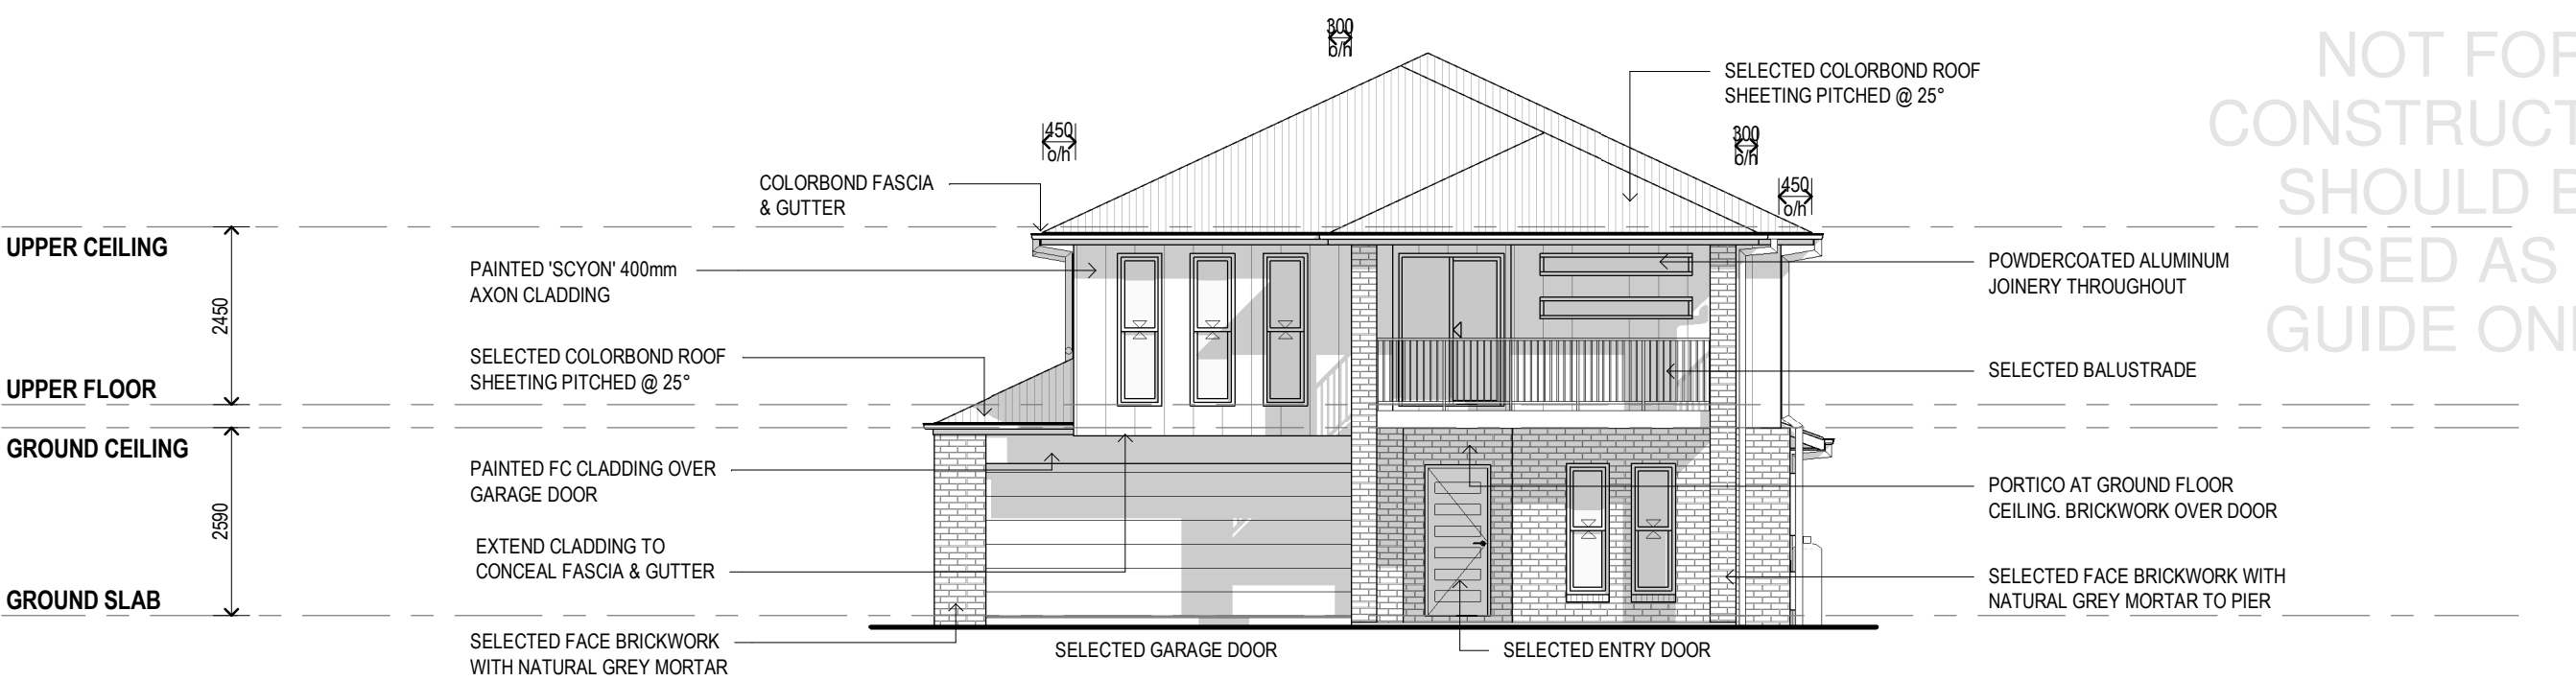 300
o/h
SELECTED COLORBOND ROOF
SHEETING PITCHED @ 25°
NOT FOR
CONSTRUCT
SHOULD B
USED AS
GUIDE ON
450
o/h
300
o/h
450
o/h
COLORBOND FASCIA
& GUTTER
UPPER CEILING
2450
UPPER FLOOR
GROUND CEILING
2590
GROUND SLAB
PAINTED 'SCYON' 400mm
AXON CLADDING
SELECTED COLORBOND ROOF
SHEETING PITCHED @ 25°
PAINTED FC CLADDING OVER
GARAGE DOOR
EXTEND CLADDING TO
CONCEAL FASCIA & GUTTER
SELECTED FACE BRICKWORK
WITH NATURAL GREY MORTAR
SELECTED GARAGE DOOR
SELECTED ENTRY DOOR
POWDERCOATED ALUMINUM
JOINERY THROUGHOUT
SELECTED BALUSTRADE
PORTICO AT GROUND FLOOR
CEILING. BRICKWORK OVER DOOR
SELECTED FACE BRICKWORK WITH
NATURAL GREY MORTAR TO PIER